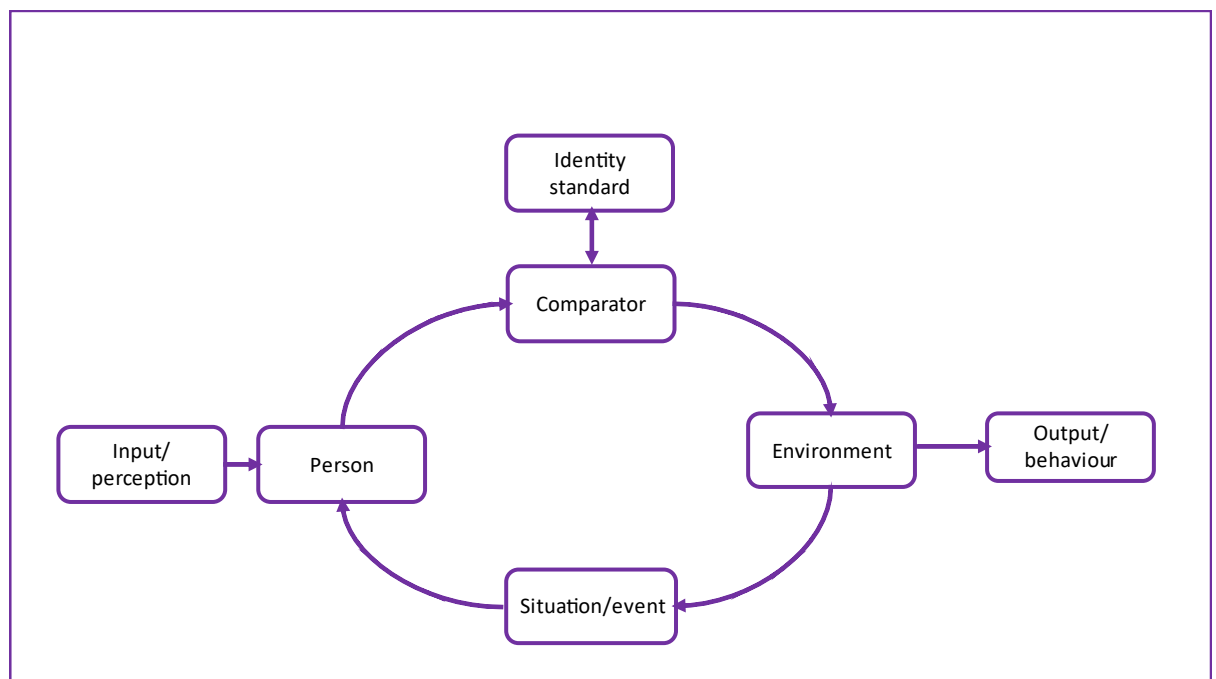 Identity
standard
Comparator
Input/
perception
Person
Environment
Output/
behaviour
Situation/event